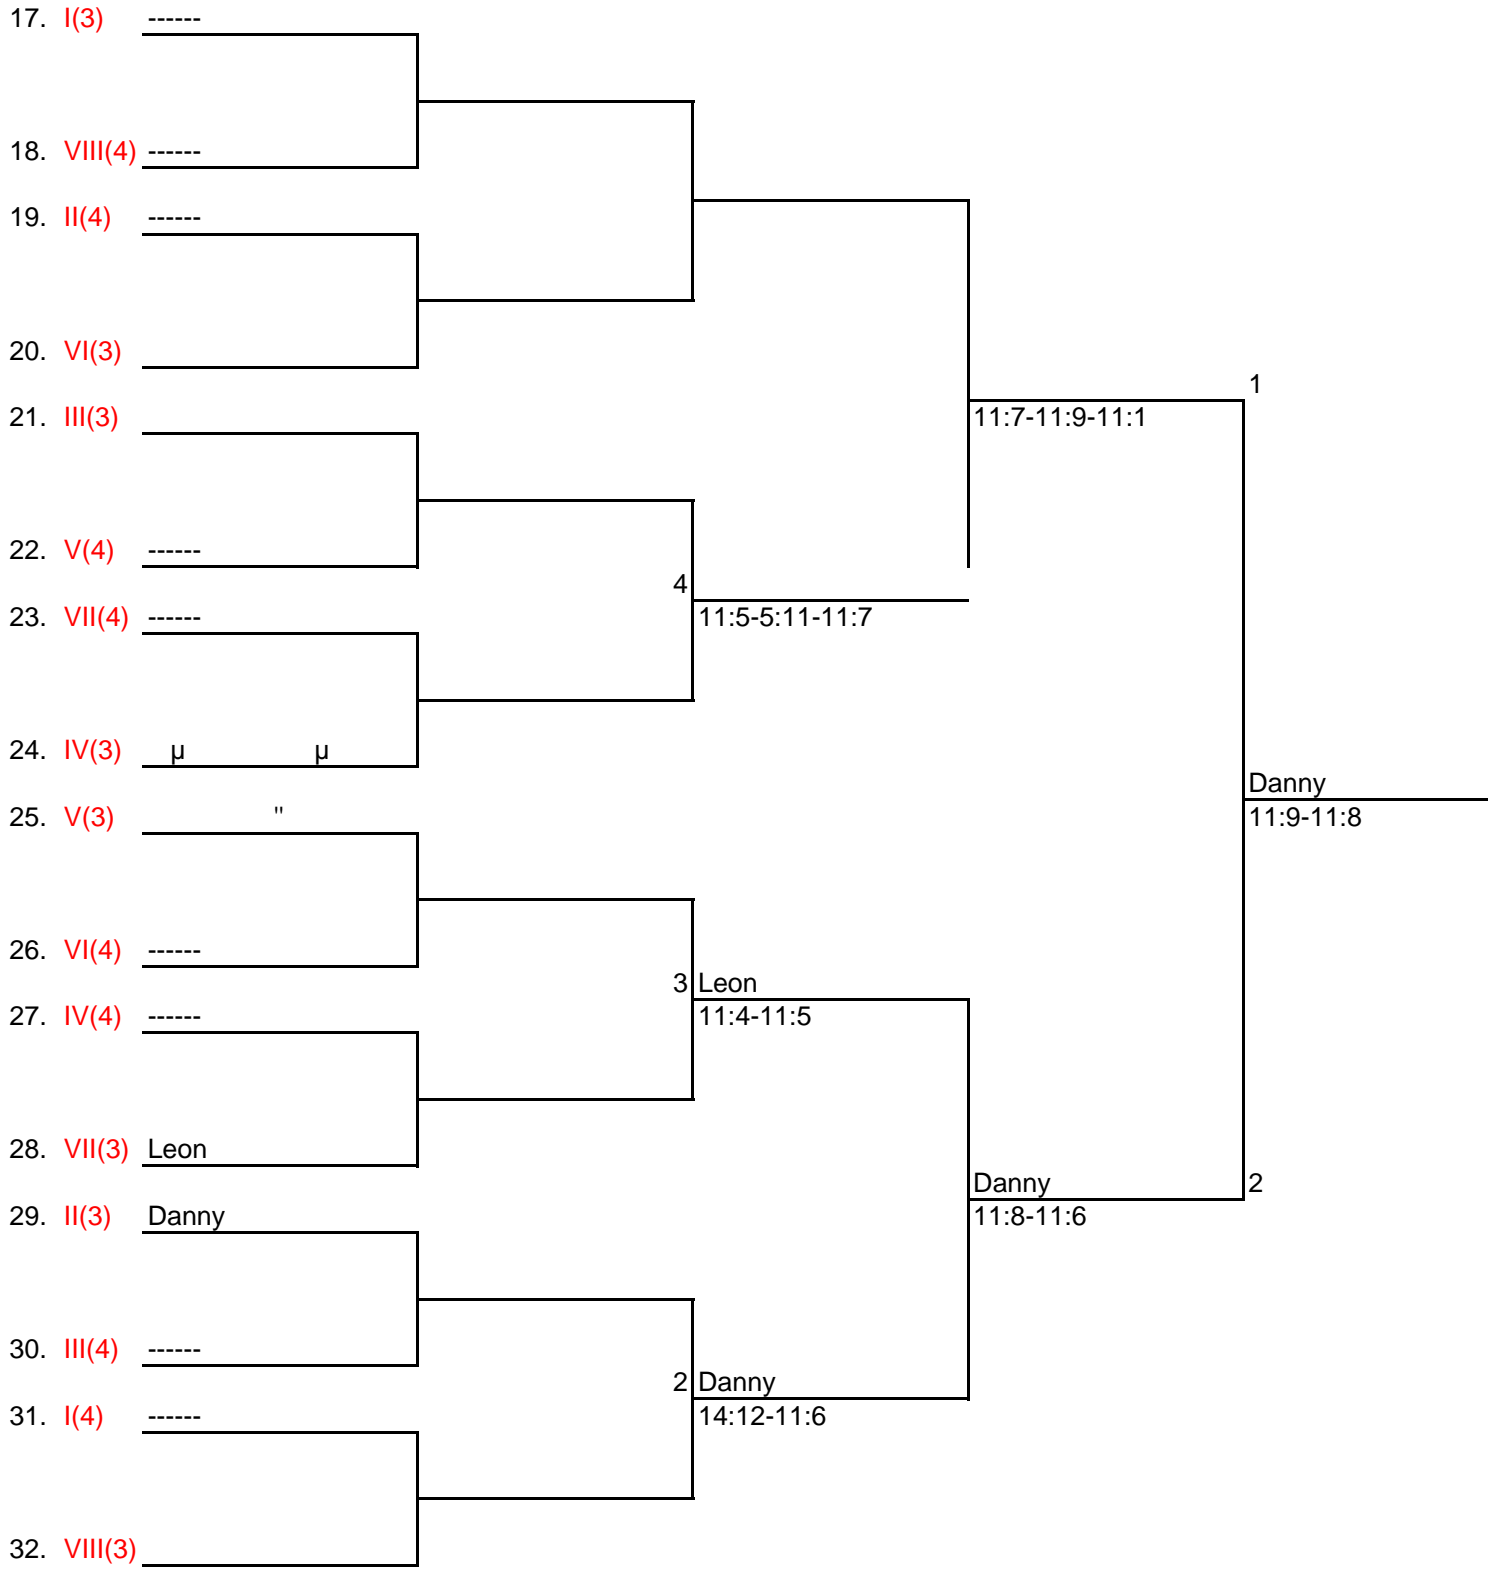 17. I(3) ------
18. VIII(4) ------
19. II(4) ------
20. VI(3)
1
21. III(3)
11:7-11:9-11:1
22. V(4) ------
4
23. VII(4) ------
11:5-5:11-11:7
24. IV(3) µ µ
Danny
25. V(3) "
11:9-11:8
26. VI(4) ------
3 Leon
27. IV(4) ------
11:4-11:5
28. VII(3) Leon
Danny 2
29. II(3) Danny
11:8-11:6
30. III(4) ------
2 Danny
31. I(4) ------
14:12-11:6
32. VIII(3)